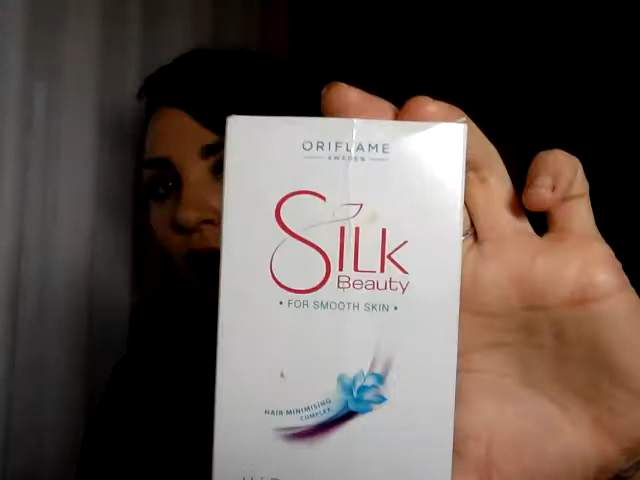 ORIFLAME
SWEDEN
SILK
Beauty
• FOR SMOOTH SKIN •
HAIR MINIMISING
COMPLEX